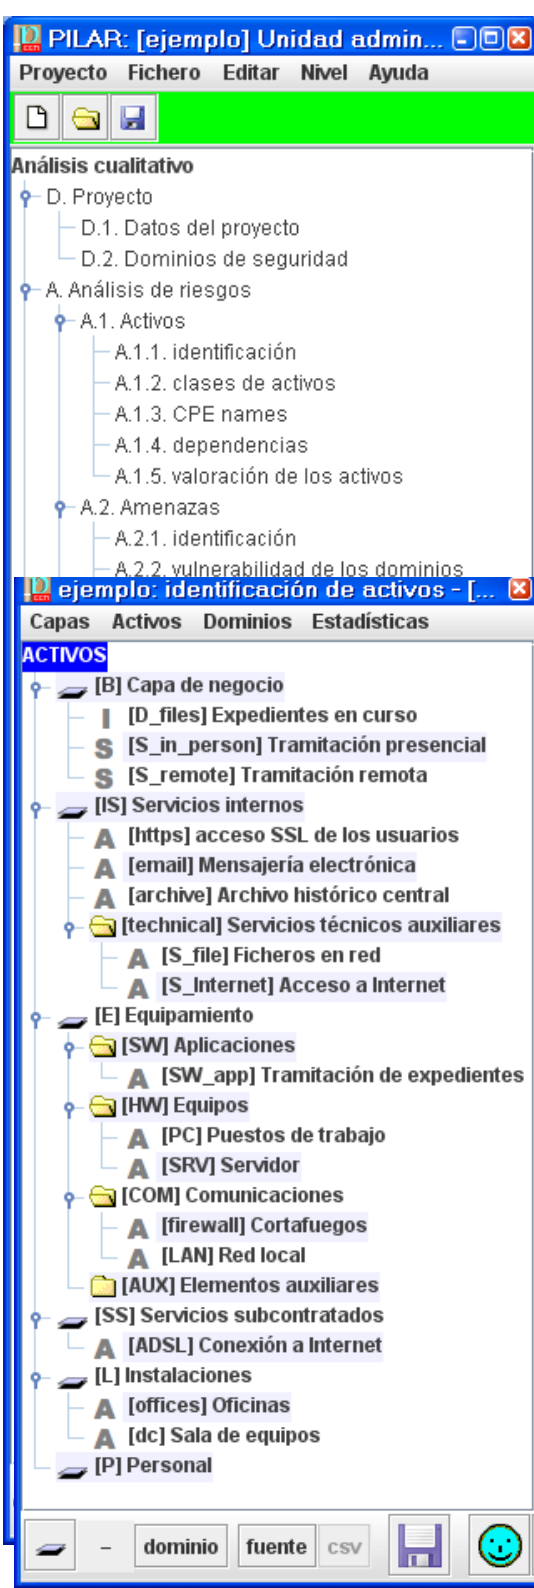 PILAR: [ejemplo] Unidad admin...
Proyecto Fichero Editar Nivel Ayuda
Análisis cualitativo
D. Proyecto
D.1. Datos del proyecto
D.2. Dominios de seguridad
A. Análisis de riesgos
A.1. Activos
A.1.1. identificación
A.1.2. clases de activos
A.1.3. CPE names
A.1.4. dependencias
A.1.5. valoración de los activos
A.2. Amenazas
A.2.1. identificación
A.2.2. vulnerabilidad de los dominios
ejemplo: identificación de activos - [...
Capas Activos Dominios Estadísticas
ACTIVOS
[B] Capa de negocio
I [D_files] Expedientes en curso
S [S_in_person] Tramitación presencial
S [S_remote] Tramitación remota
[IS] Servicios internos
A [https] acceso SSL de los usuarios
A [email] Mensajería electrónica
A [archive] Archivo histórico central
[technical] Servicios técnicos auxiliares
A [S_file] Ficheros en red
A [S_Internet] Acceso a Internet
[E] Equipamiento
[SW] Aplicaciones
A [SW_app] Tramitación de expedientes
[HW] Equipos
A [PC] Puestos de trabajo
A [SRV] Servidor
[COM] Comunicaciones
A [firewall] Cortafuegos
A [LAN] Red local
[AUX] Elementos auxiliares
[SS] Servicios subcontratados
A [ADSL] Conexión a Internet
[L] Instalaciones
A [offices] Oficinas
A [dc] Sala de equipos
[P] Personal
– dominio fuente csv